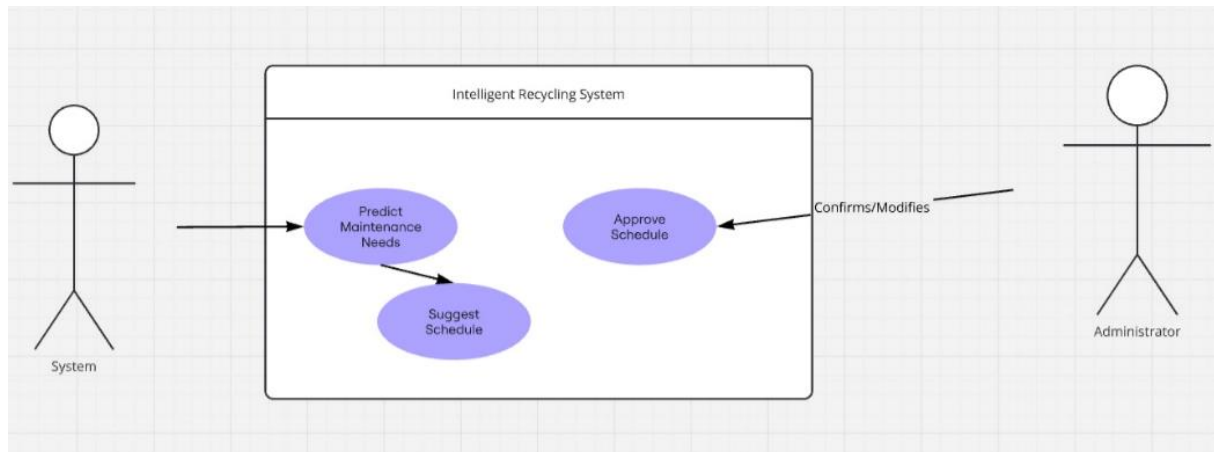 Intelligent Recycling System
Predict
Maintenance
Needs
Approve
Schedule
Confirms/Modifies
Suggest
Schedule
System
Administrator